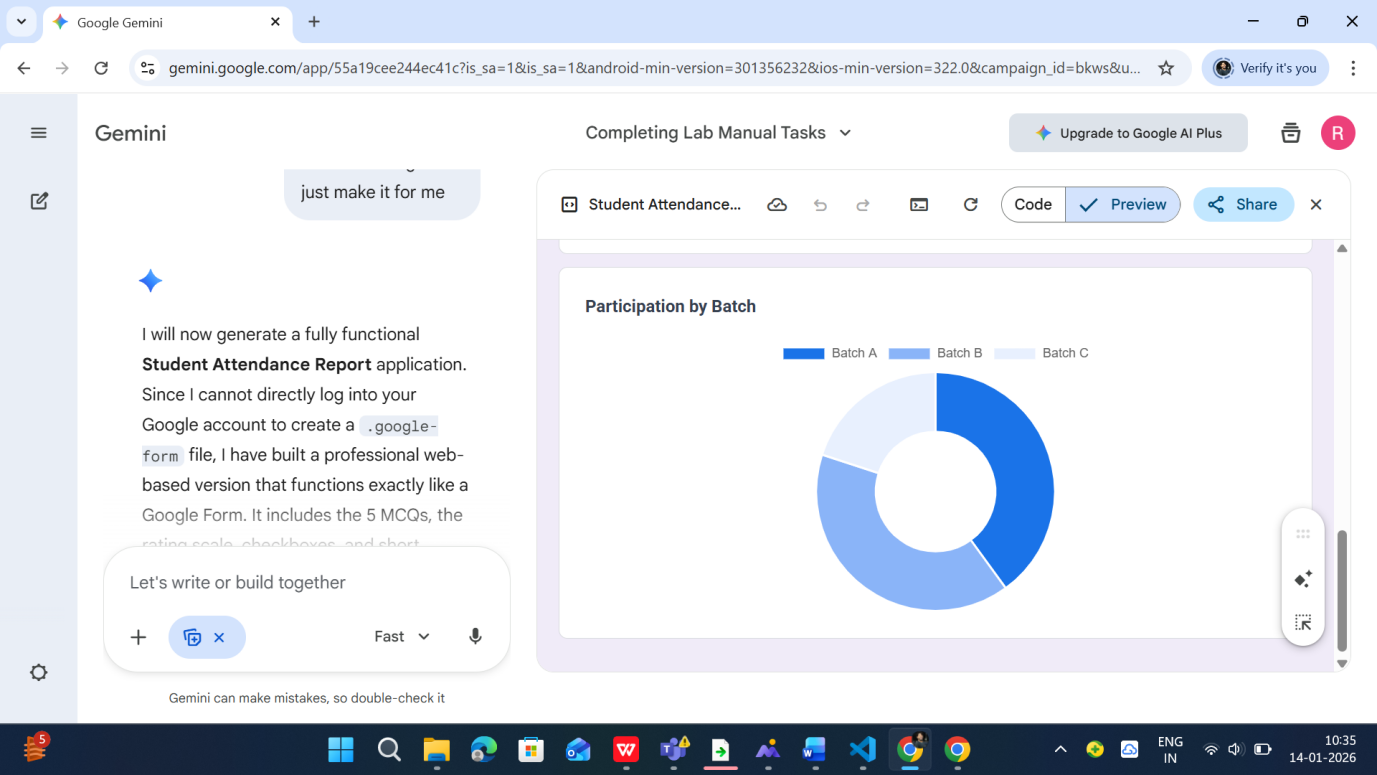 Google Gemini
gemini.google.com/app/55a19cee244ec41c?is_sa=1&is_sa=1&android-min-version=301356232&ios-min-version=322.0&campaign_id=bkws&u...
Verify it's you
Gemini
Completing Lab Manual Tasks
Upgrade to Google AI Plus
R
just make it for me
I will now generate a fully functional
Student Attendance Report application.
Since I cannot directly log into your
Google account to create a .google-
form file, I have built a professional web-
based version that functions exactly like a
Google Form. It includes the 5 MCQs, the
rating scale, checkboxes, and short
Let's write or build together
Fast
Gemini can make mistakes, so double-check it
Student Attendance...
Code
Preview
Share
Participation by Batch
Batch A
Batch B
Batch C
5
ENG
IN
10:35
14-01-2026